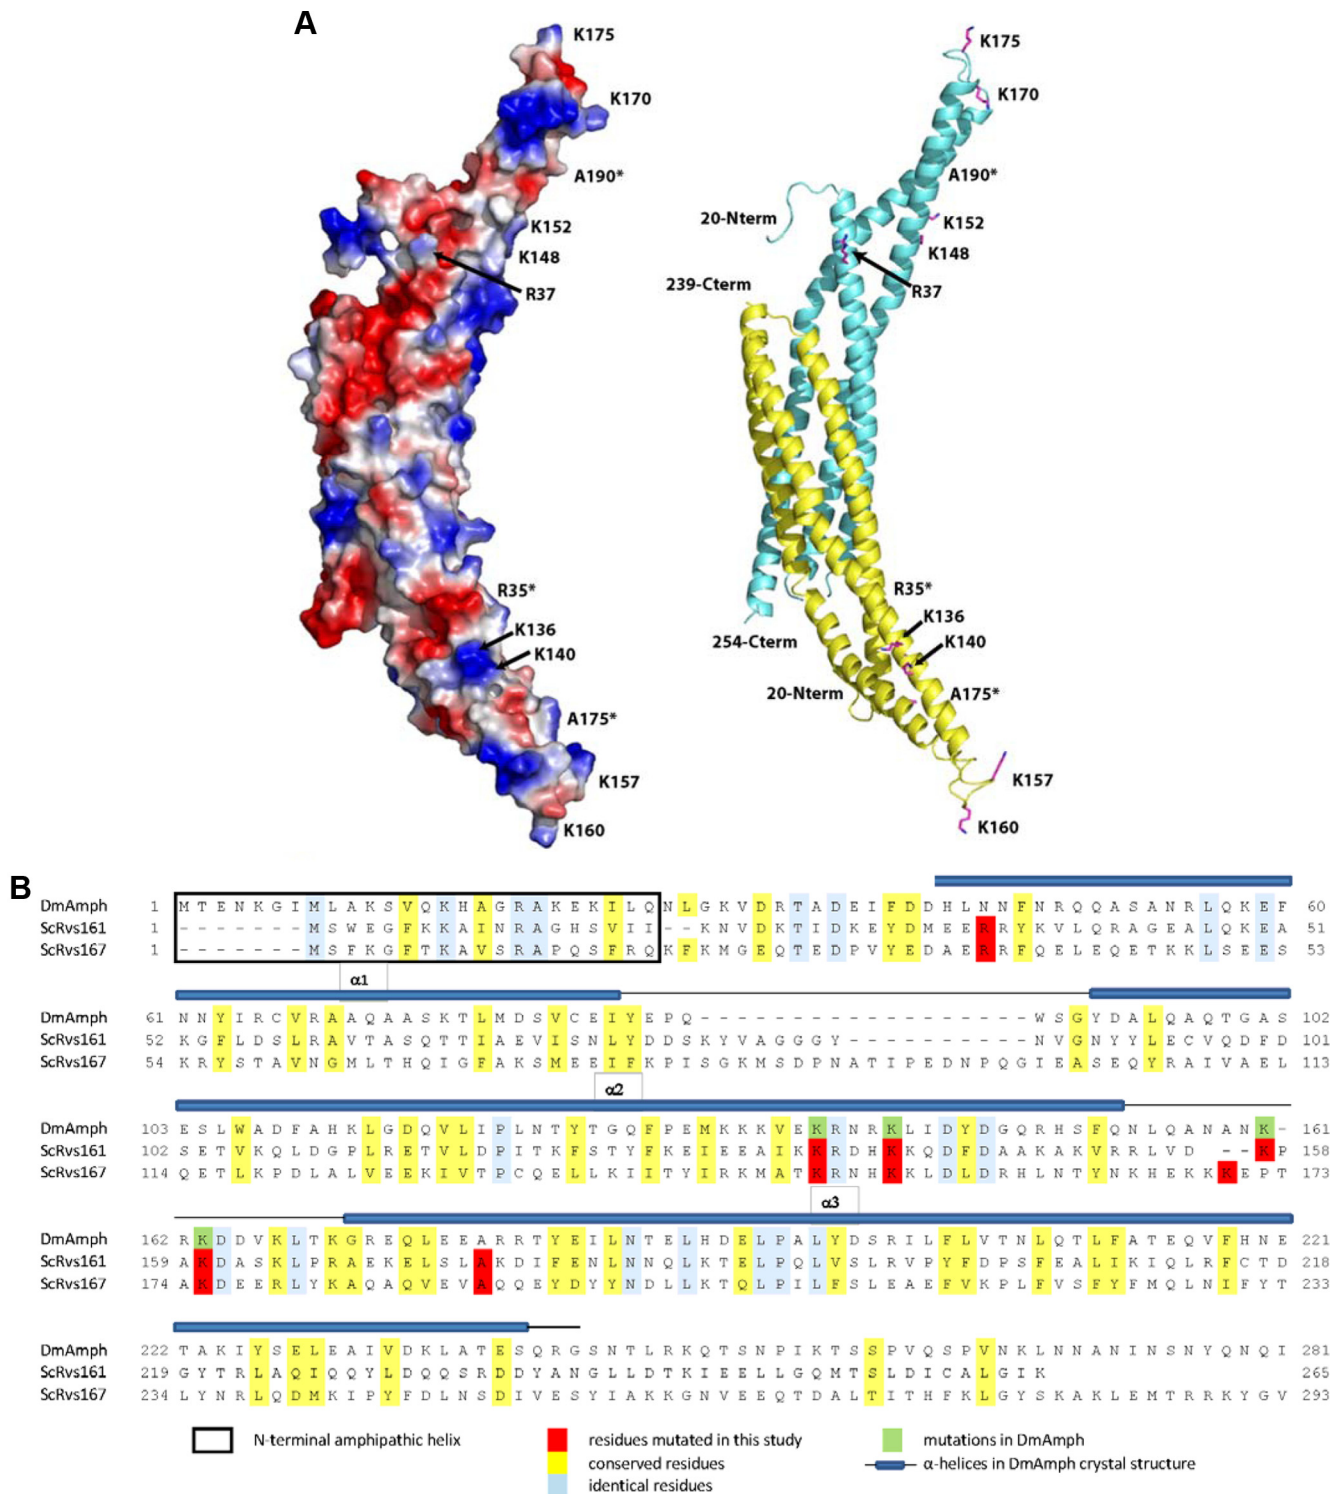 A
K175
K170
A190*
K152
K148
R37
R35*
K136
K140
A175*
K157
K160
K175
K170
A190*
20-Nterm
K152
K148
239-Cterm
R37
R35*
K136
K140
254-Cterm
20-Nterm
A175*
K157
K160
B
DmAmph 1 M T E N K G I M L A K S V Q K H A G R A K E K I L Q N L G K V D R T A D E I F D D H L N N F N R Q Q A S A N R L Q K E F 60
ScRvs161 1 - - - - - - - M S W E G F K K A I N R A G H S V I I - K N V D K T I D K E Y D M E E R R Y K V L Q R A G E A L Q K E A 51
ScRvs167 1 - - - - - - - M S F K G F T K A V S R A P Q S F R Q K F K M G E Q T E D P V Y E D A E R R F Q E L E Q E T K K L S E E S 53
α1
DmAmph 61 N N Y I R C V R A A Q A A S K T L M D S V C E I Y E P Q - - - - - - - - - - - - - - - - - - W S G Y D A L Q A Q T G A S 102
ScRvs161 52 K G F L D S L R A V T A S Q T T I A E V I S N L Y D D S K Y V A G G G Y - - - - - - - - - - N V G N Y Y L E C V Q D F D 101
ScRvs167 54 K R Y S T A V N G M L T H Q I G F A K S M E E I F K P I S G K M S D P N A T I P E D N P Q G I E A S E Q Y R A I V A E L 113
α2
DmAmph 103 E S L W A D F A H K L G D Q V L I P L N T Y T G Q F P E M K K K V E K R N R K L I D Y D G Q R H S F Q N L Q A N A N K - 161
ScRvs161 102 S E T V K Q L D G P L R E T V L D P I T K F S T Y F K E I E E A I K K R D H K K Q D F D A A K A K V R R L V D - - K P 158
ScRvs167 114 Q E T L K P D L A L V E E K I V T P C Q E L L K I I T Y I R K M A T K R N H K K L D L D R H L N T Y N K H E K K K E P T 173
α3
DmAmph 162 R K D D V K L T K G R E Q L E E A R R T Y E I L N T E L H D E L P A L Y D S R I L F L V T N L Q T L F A T E Q V F H N E 221
ScRvs161 159 A K D A S K L P R A E K E L S L A K D I F E N L N N Q L K T E L P Q L V S L R V P Y F D P S F E A L I K I Q L R F C T D 218
ScRvs167 174 A K D E E R L Y K A Q A Q V E V A Q Q E Y D Y Y N D L L K T Q L P I L F S L E A E F V K P L F V S F Y F M Q L N I F Y T 233
DmAmph 222 T A K I Y S E L E A I V D K L A T E S Q R G S N T L R K Q T S N P I K T S S P V Q S P V N K L N N A N I N S N Y Q N Q I 281
ScRvs161 219 G Y T R L A Q I Q Q Y L D Q Q S R D D Y A N G L L D T K I E E L L G Q M T S L D I C A L G I K 265
ScRvs167 234 L Y N R L Q D M K I P Y F D L N S D I V E S Y I A K K G N V E E Q T D A L T I T H F K L G Y S K A K L E M T R R K Y G V 293
N-terminal amphipathic helix
residues mutated in this study
mutations in DmAmph
conserved residues
α-helices in DmAmph crystal structure
identical residues